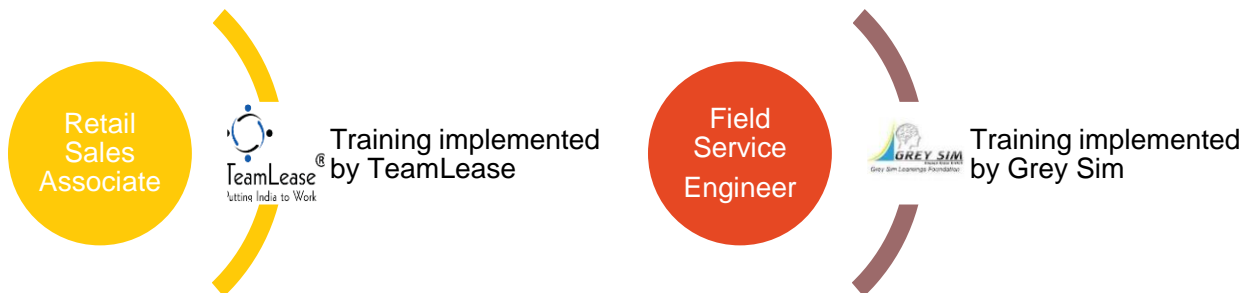 Retail
Sales
Associate
TeamLease®
Putting India to Work
Training implemented
by TeamLease
Field
Service
Engineer
GREY SIM
Grey Sim Learnings Foundation
Training implemented
by Grey Sim